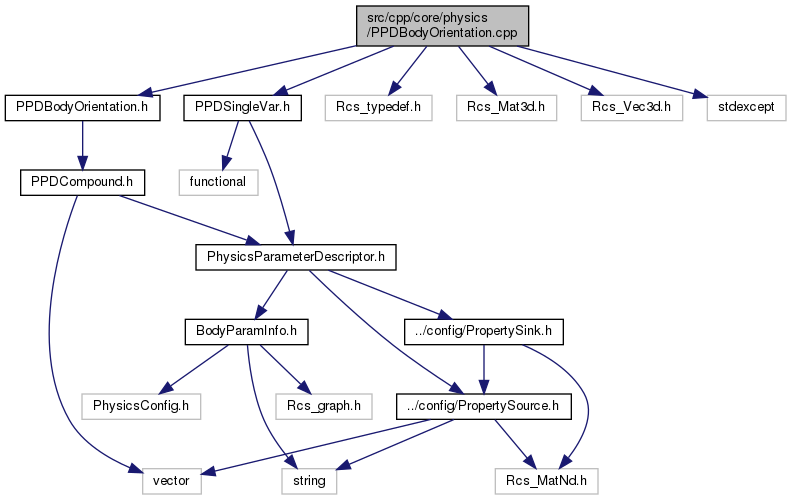 src/cpp/core/physics
/PPDBodyOrientation.cpp
PPDBodyOrientation.h
PPDSingleVar.h
Rcs_typedef.h
Rcs_Mat3d.h
Rcs_Vec3d.h
stdexcept
PPDCompound.h
functional
PhysicsParameterDescriptor.h
BodyParamInfo.h
../config/PropertySink.h
PhysicsConfig.h
Rcs_graph.h
../config/PropertySource.h
vector
string
Rcs_MatNd.h